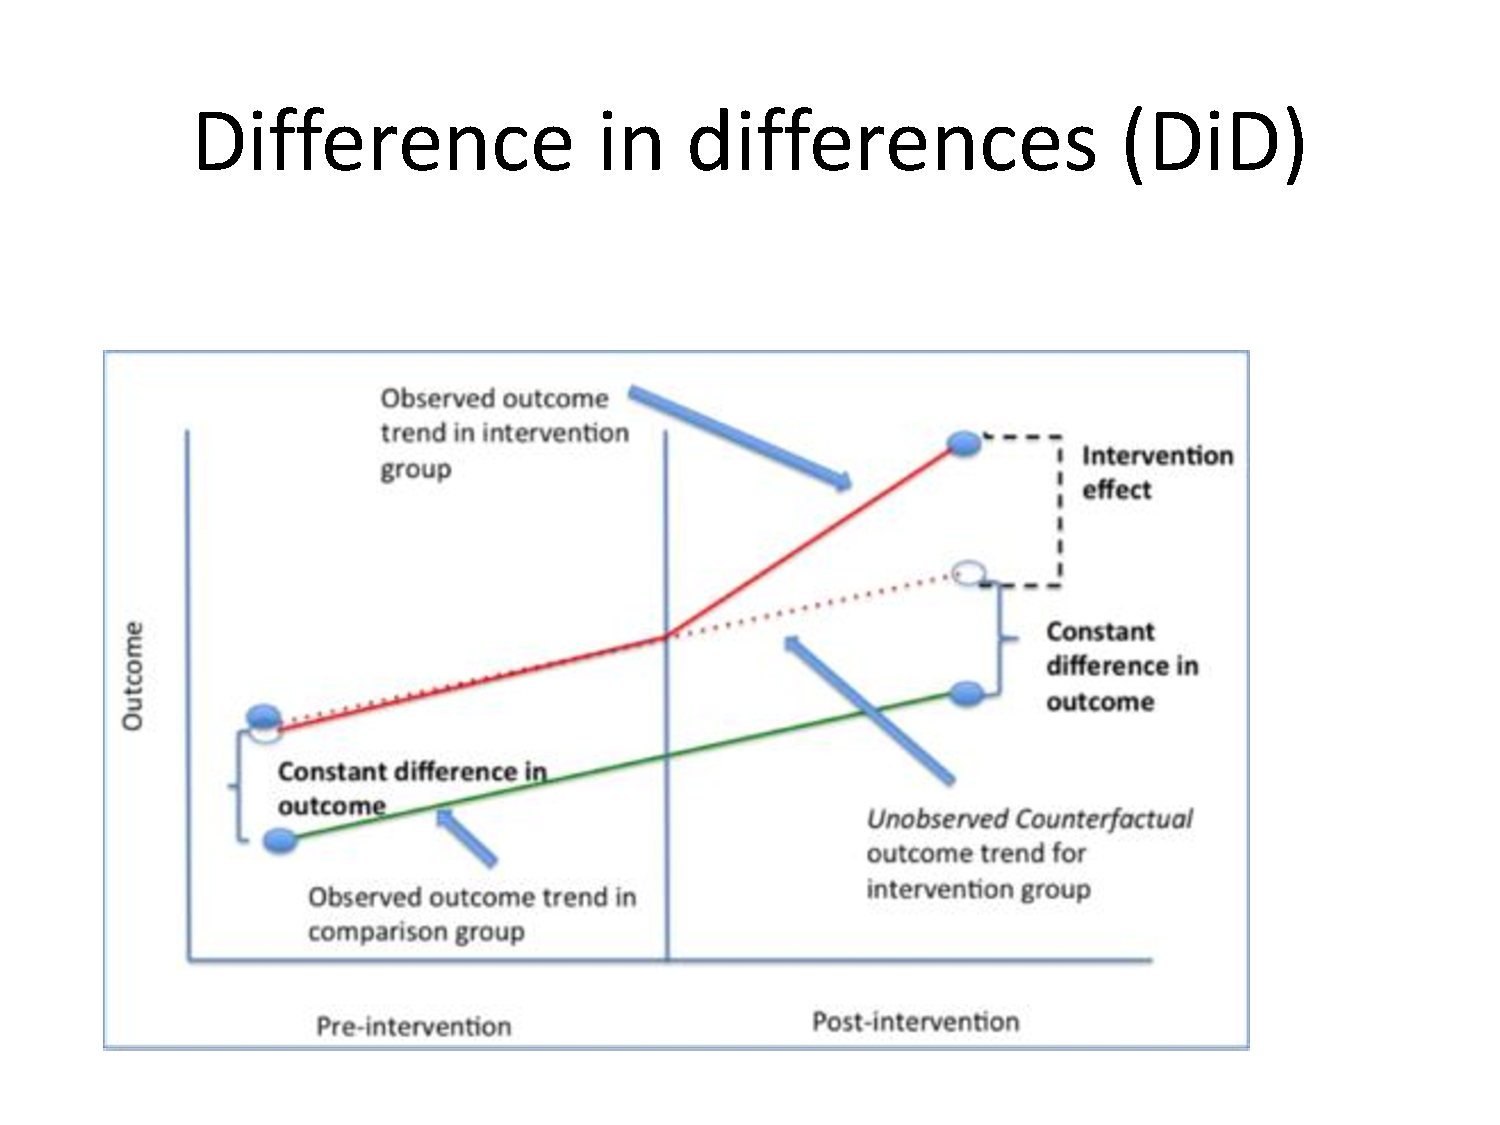 Difference in differences (DiD)
Observed outcome
trend in intervention
group
Intervention
effect
Outcome
Constant
difference in
outcome
Constant difference in
outcome
Unobserved Counterfactual
outcome trend for
intervention group
Observed outcome trend in
comparison group
Pre-intervention
Post-intervention